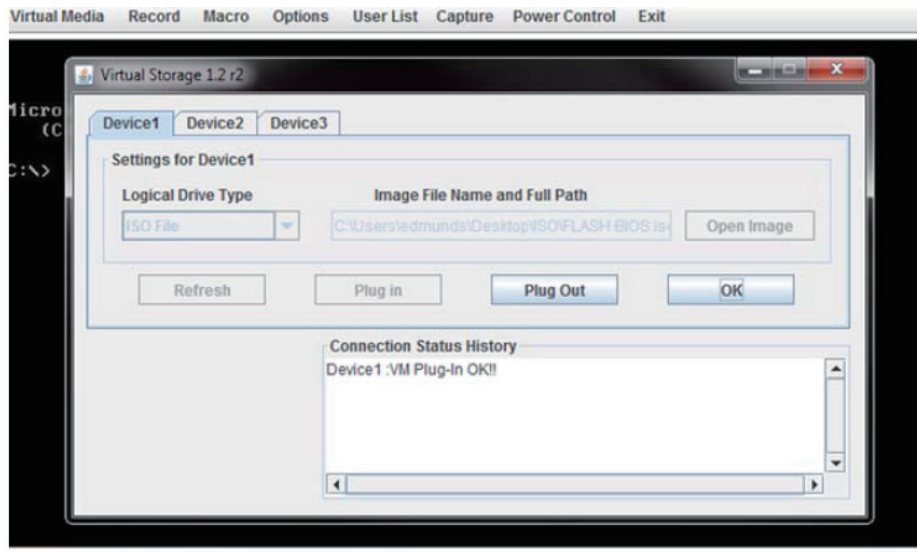 Virtual Media Record Macro Options User List Capture Power Control Exit
Virtual Storage 1.2 r2
Micro
(C
C:\>
Device1 Device2 Device3
Settings for Device1
Logical Drive Type Image File Name and Full Path
ISO File C:\Users\edmunds\Desktop\ISO\FLASH BIOS.is Open Image
Refresh Plug in Plug Out OK
Connection Status History
Device1 :VM Plug-In OK!!